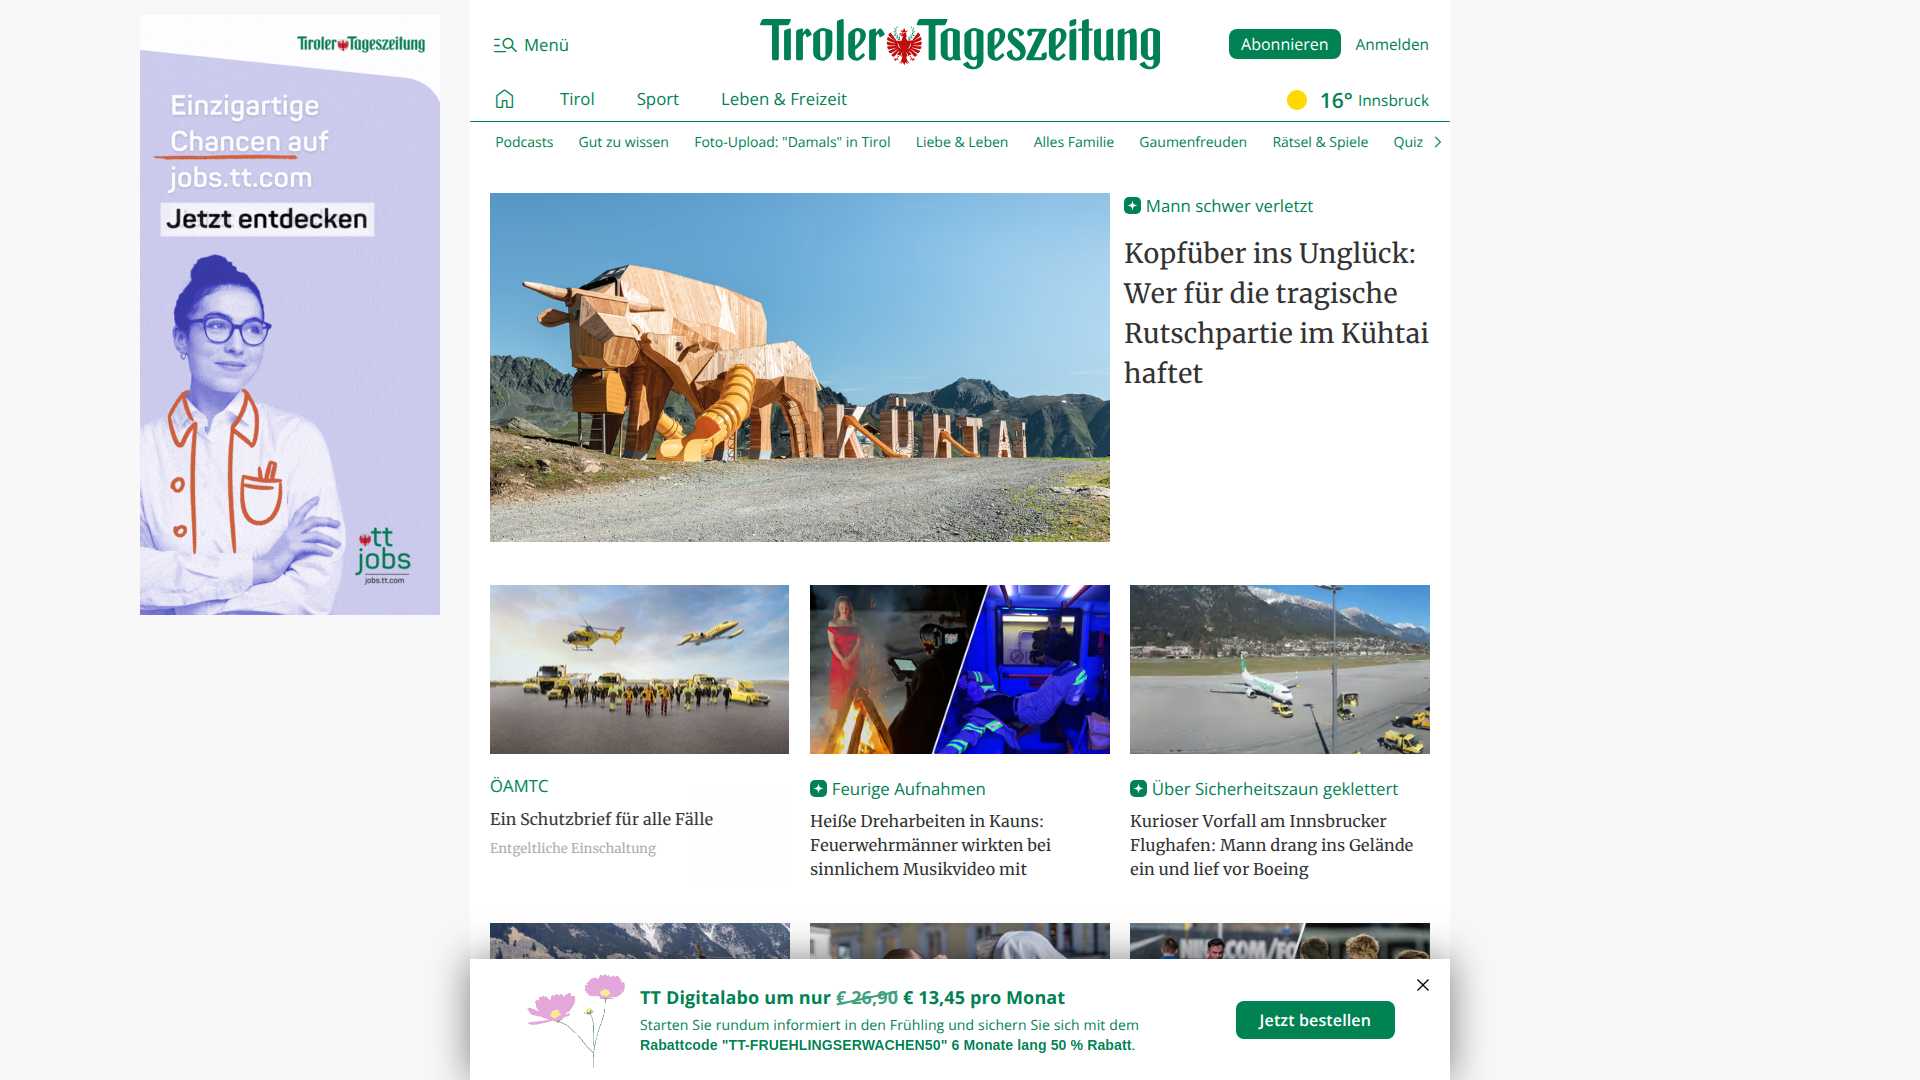 Tiroler Tageszeitung
Einzigartige
Chancen auf
jobs.tt.com
Jetzt entdecken
tt
jobs
jobs.tt.com
Menü
Tiroler Tageszeitung
Abonnieren
Anmelden
Tirol
Sport
Leben & Freizeit
16° Innsbruck
Podcasts
Gut zu wissen
Foto-Upload: "Damals" in Tirol
Liebe & Leben
Alles Familie
Gaumenfreuden
Rätsel & Spiele
Quiz
KÜHTAI
Mann schwer verletzt
Kopfüber ins Unglück:
Wer für die tragische
Rutschpartie im Kühtai
haftet
ÖAMTC
Ein Schutzbrief für alle Fälle
Entgeltliche Einschaltung
Feurige Aufnahmen
Heiße Dreharbeiten in Kauns:
Feuerwehrmänner wirkten bei
sinnlichem Musikvideo mit
Über Sicherheitszaun geklettert
Kurioser Vorfall am Innsbrucker
Flughafen: Mann drang ins Gelände
ein und lief vor Boeing
TT Digitalabo um nur € 26,90 € 13,45 pro Monat
Starten Sie rundum informiert in den Frühling und sichern Sie sich mit dem
Rabattcode "TT-FRUEHLINGSERWACHEN50" 6 Monate lang 50 % Rabatt.
Jetzt bestellen